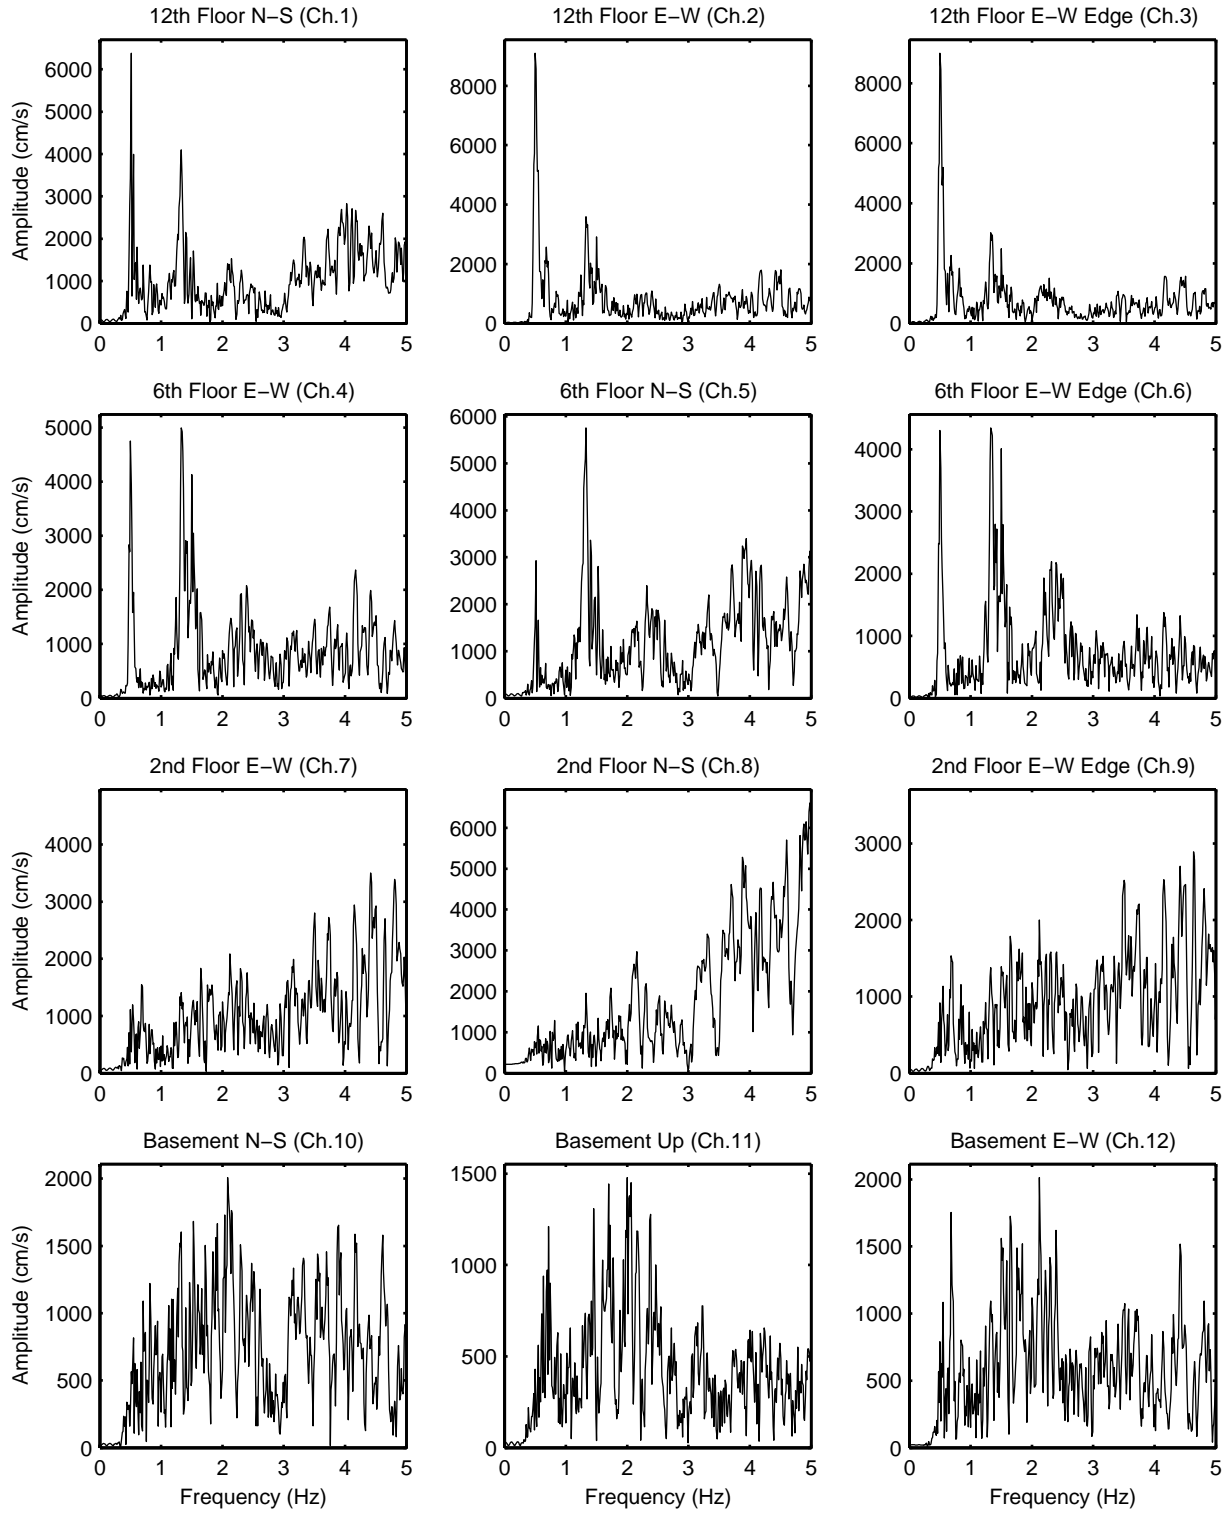 12th Floor N−S (Ch.1)
12th Floor E−W (Ch.2)
12th Floor E−W Edge (Ch.3)
Amplitude (cm/s)
6000
5000
4000
3000
2000
1000
0
0 1 2 3 4 5
8000
6000
4000
2000
0
0 1 2 3 4 5
8000
6000
4000
2000
0
0 1 2 3 4 5
6th Floor E−W (Ch.4)
6th Floor N−S (Ch.5)
6th Floor E−W Edge (Ch.6)
Amplitude (cm/s)
5000
4000
3000
2000
1000
0
0 1 2 3 4 5
6000
5000
4000
3000
2000
1000
0
0 1 2 3 4 5
4000
3000
2000
1000
0
0 1 2 3 4 5
2nd Floor E−W (Ch.7)
2nd Floor N−S (Ch.8)
2nd Floor E−W Edge (Ch.9)
Amplitude (cm/s)
4000
3000
2000
1000
0
0 1 2 3 4 5
6000
5000
4000
3000
2000
1000
0
0 1 2 3 4 5
3000
2000
1000
0
0 1 2 3 4 5
Basement N−S (Ch.10)
Basement Up (Ch.11)
Basement E−W (Ch.12)
Amplitude (cm/s)
2000
1500
1000
500
0
0 1 2 3 4 5
Frequency (Hz)
1500
1000
500
0
0 1 2 3 4 5
Frequency (Hz)
2000
1500
1000
500
0
0 1 2 3 4 5
Frequency (Hz)